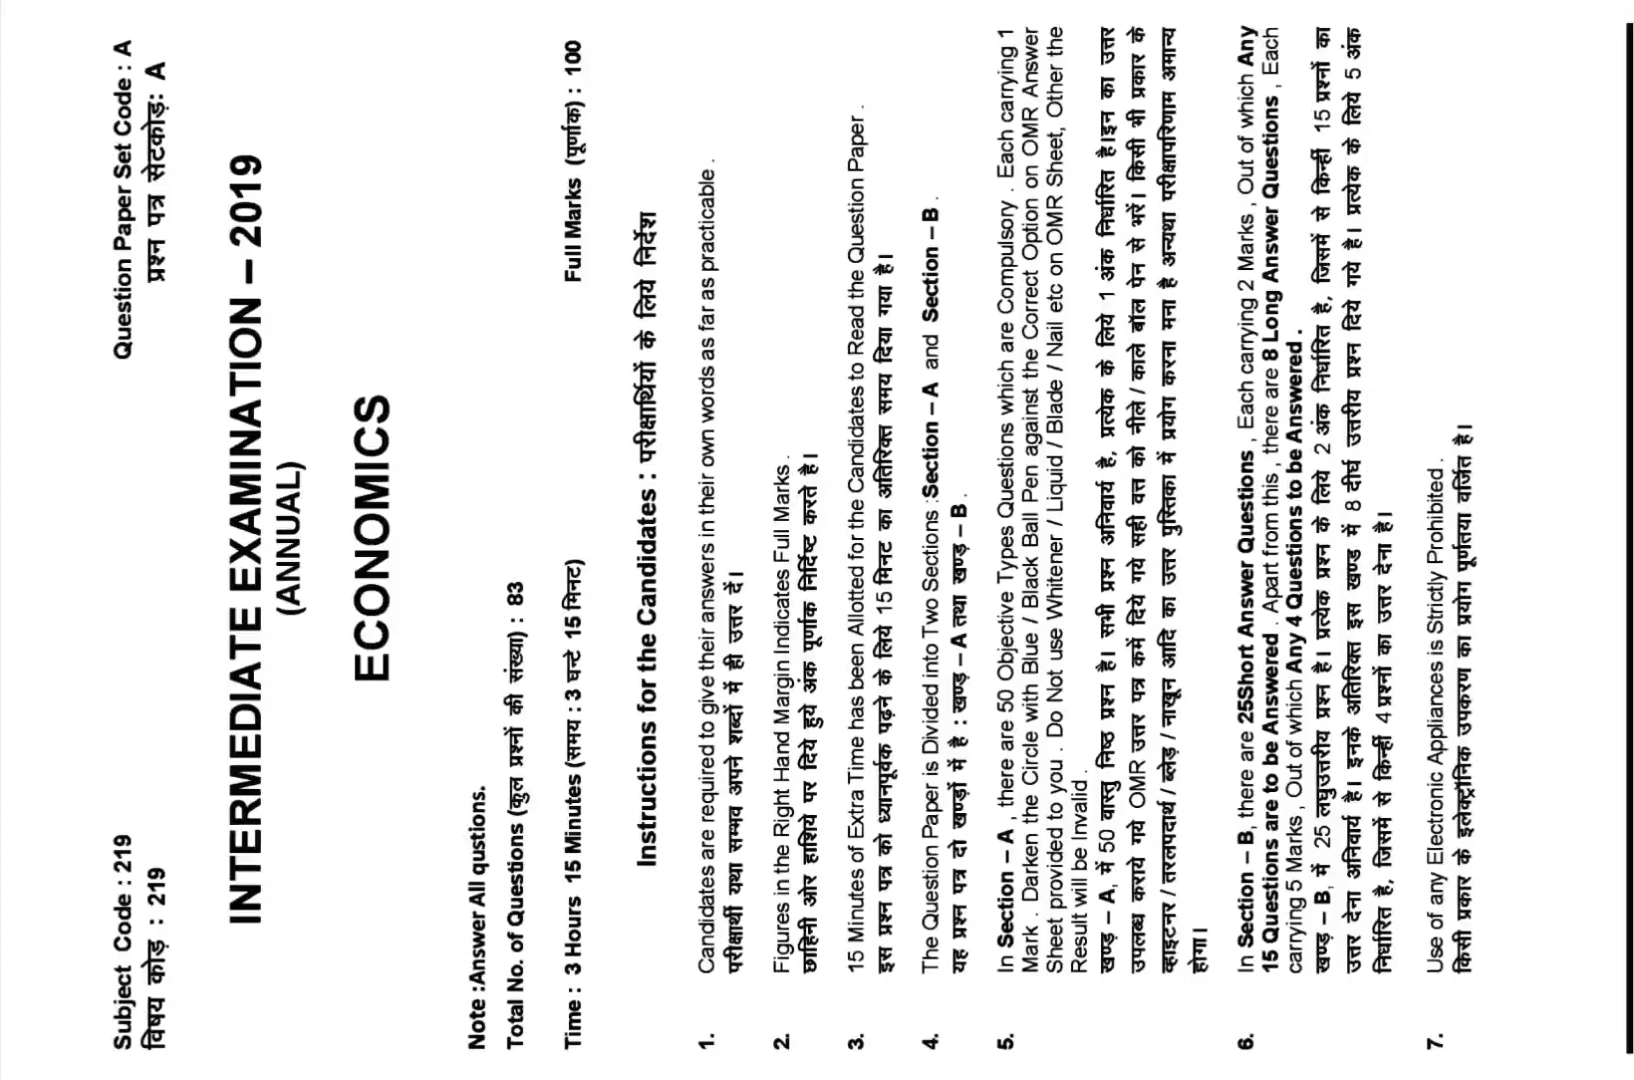 Subject Code : 219 Question Paper Set Code : A
विषय कोड़ : 219 प्रश्न पत्र सेटकोड़: A
INTERMEDIATE EXAMINATION – 2019
(ANNUAL)
ECONOMICS
Note :Answer All qustions.
Total No. of Questions (कुल प्रश्नों की संख्या) : 83
Time : 3 Hours 15 Minutes (समय : 3 घन्टे 15 मिनट) Full Marks (पूर्णांक) : 100
Instructions for the Candidates : परीक्षार्थियों के लिये निर्देश
1. Candidates are required to give their answers in their own words as far as practicable .
परीक्षार्थी यथा सम्भव अपने शब्दों में ही उत्तर दें।
2. Figures in the Right Hand Margin Indicates Full Marks .
छाहिनी ओर हाशिये पर दिये हुये अंक पूर्णांक निर्दिष्ट करते है।
3. 15 Minutes of Extra Time has been Allotted for the Candidates to Read the Question Paper .
इस प्रश्न पत्र को ध्यानपूर्वक पढ़ने के लिये 15 मिनट का अतिरिक्त समय दिया गया है।
4. The Question Paper is Divided into Two Sections :Section – A and Section – B .
यह प्रश्न पत्र दो खण्ड़ों में है : खण्ड़ – A तथा खण्ड़ – B .
5. In Section – A , there are 50 Objective Types Questions which are Compulsory . Each carrying 1
Mark . Darken the Circle with Blue / Black Ball Pen against the Correct Option on OMR Answer
Sheet provided to you . Do Not use Whitener / Liquid / Blade / Nail etc on OMR Sheet, Other the
Result will be Invalid .
खण्ड़ – A, में 50 वास्तु निष्ठ प्रश्न है। सभी प्रश्न अनिवार्य है, प्रत्येक के लिये 1 अंक निर्धारित है।इन का उत्तर
उपलब्ध कराये गये OMR उत्तर पत्र कमें दिये गये सही वत्त को नीले / काले बॉल पेन से भरें। किसी भी प्रकार के
व्हाइटनर / तरलपदार्थ / ब्लेड़ / नाखून आदि का उत्तर पुस्तिका में प्रयोग करना मना है अन्यथा परीक्षापरिणाम अमान्य
होगा।
6. In Section – B, there are 25Short Answer Questions , Each carrying 2 Marks , Out of which Any
15 Questions are to be Answered . Apart from this , there are 8 Long Answer Questions , Each
carrying 5 Marks , Out of which Any 4 Questions to be Answered .
खण्ड़ – B, में 25 लघुउत्तरीय प्रश्न है। प्रत्येक प्रश्न के लिये 2 अंक निर्धारित है, जिसमें से किन्हीं 15 प्रश्नों का
उत्तर देना अनिवार्य है। इनके अतिरिक्त इस खण्ड में 8 दीर्घ उत्तरीय प्रश्न दिये गये है। प्रत्येक के लिये 5 अंक
निर्धारित है, जिसमें से किन्हीं 4 प्रश्नों का उत्तर देना है।
7. Use of any Electronic Appliances is Strictly Prohibited .
किसी प्रकार के इलेक्ट्रॉनिक उपकरण का प्रयोग पूर्णतया वर्जित है।